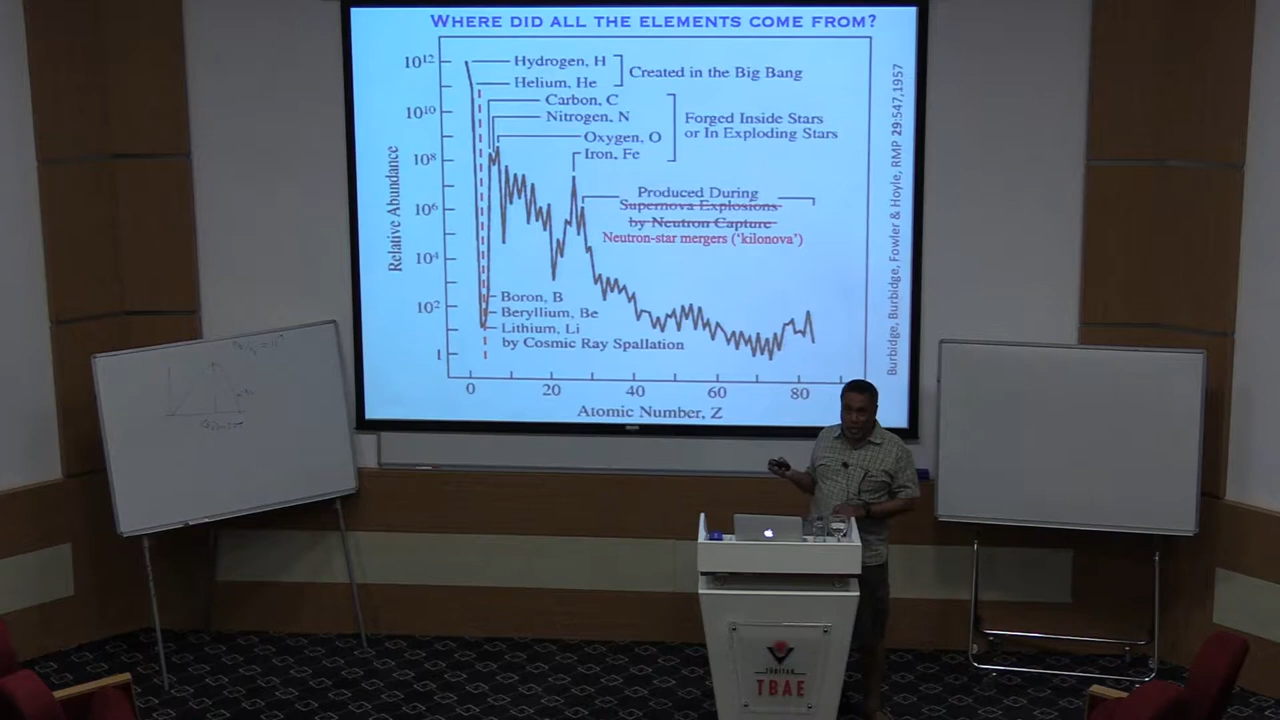 WHERE DID ALL THE ELEMENTS COME FROM?
10^12
10^10
10^8
10^6
10^4
10^2
1
Relative Abundance
Hydrogen, H
Helium, He
Created in the Big Bang
Carbon, C
Nitrogen, N
Oxygen, O
Iron, Fe
Forged Inside Stars
or In Exploding Stars
Produced During
Supernova Explosions
by Neutron Capture
Neutron-star mergers ('kilonova')
Boron, B
Beryllium, Be
Lithium, Li
by Cosmic Ray Spallation
0 20 40 60 80
Atomic Number, Z
Burbidge, Burbidge, Fowler & Hoyle, RMP 29:547,1957
TÜBİTAK
TBAE